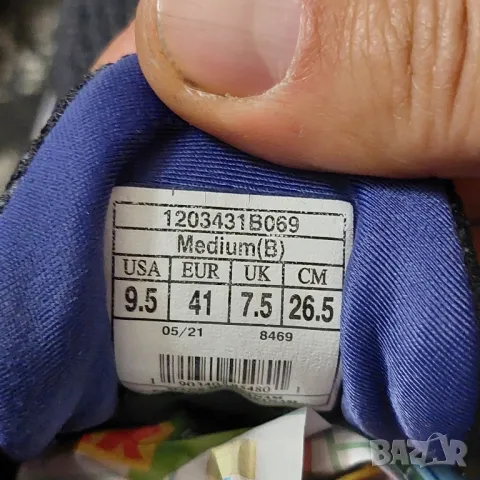 1203431B069
Medium(B)
USA EUR UK CM
9.5 41 7.5 26.5
05/21 8469
BAZAR